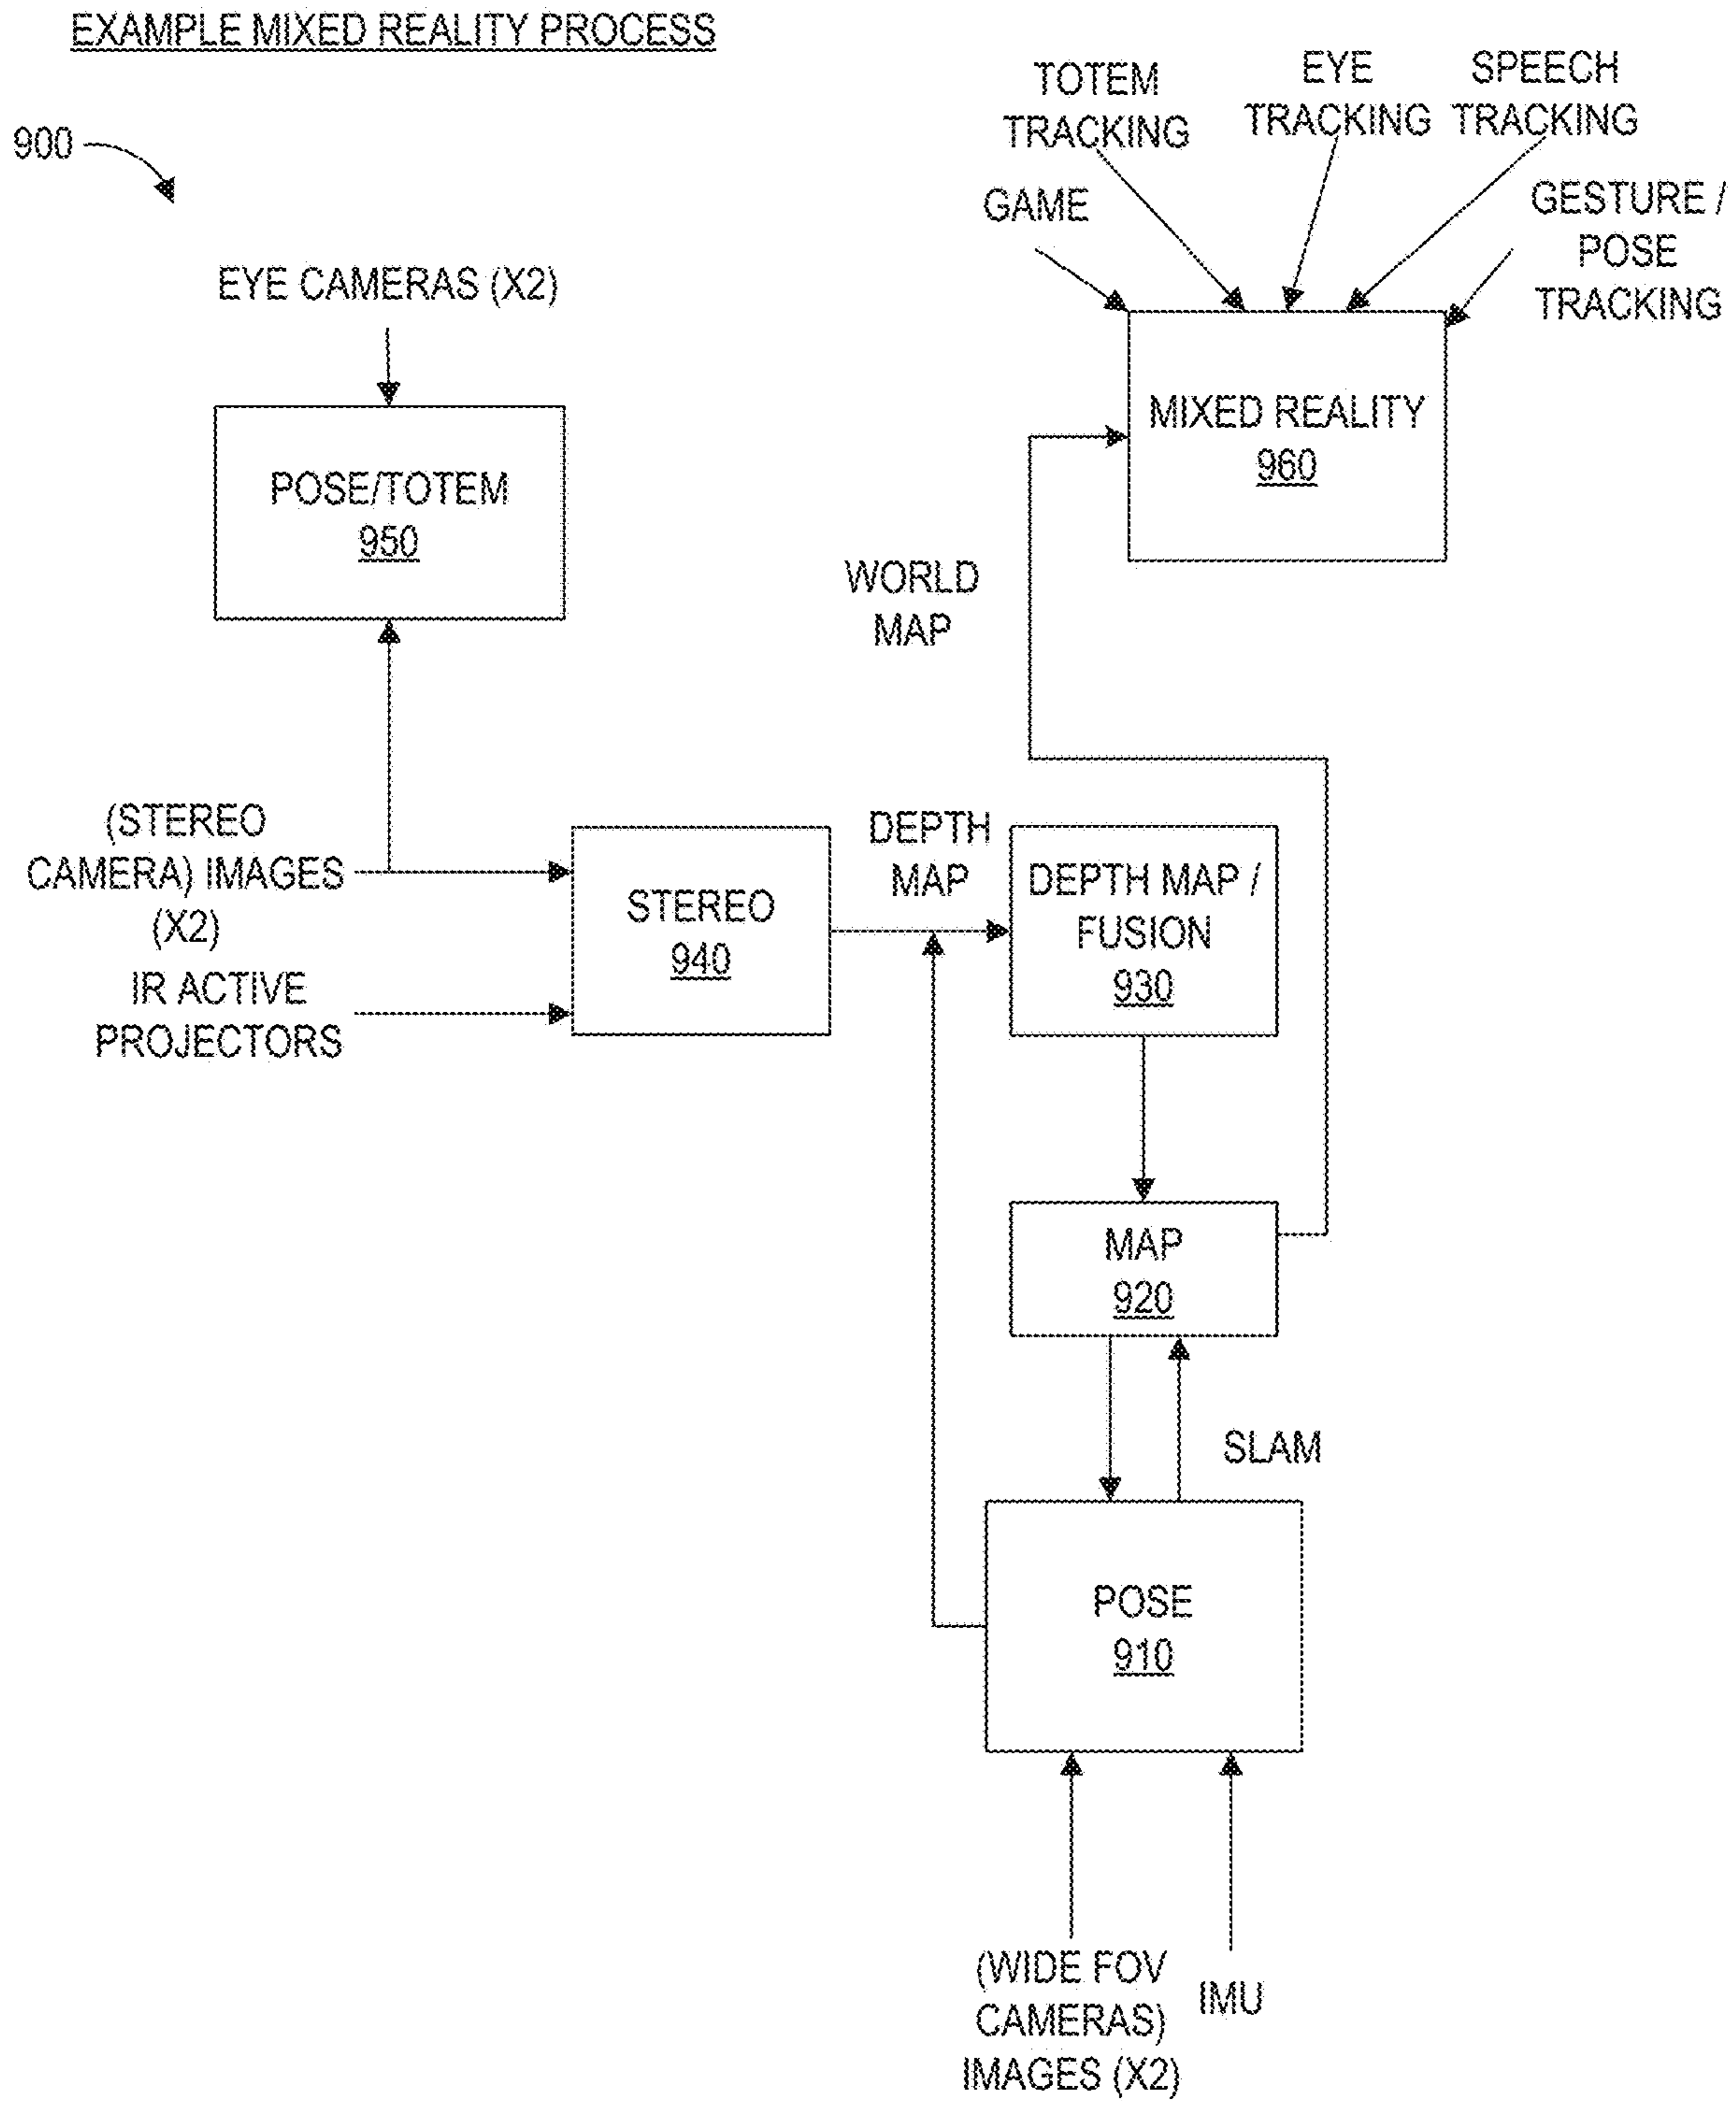 EXAMPLE MIXED REALITY PROCESS
900
TOTEM
TRACKING
EYE
TRACKING
SPEECH
TRACKING
GAME
GESTURE /
POSE
TRACKING
EYE CAMERAS (X2)
POSE/TOTEM
950
MIXED REALITY
960
WORLD
MAP
(STEREO
CAMERA) IMAGES
(X2)
IR ACTIVE
PROJECTORS
STEREO
940
DEPTH
MAP
DEPTH MAP /
FUSION
930
MAP
920
SLAM
POSE
910
(WIDE FOV
CAMERAS)
IMAGES (X2)
IMU